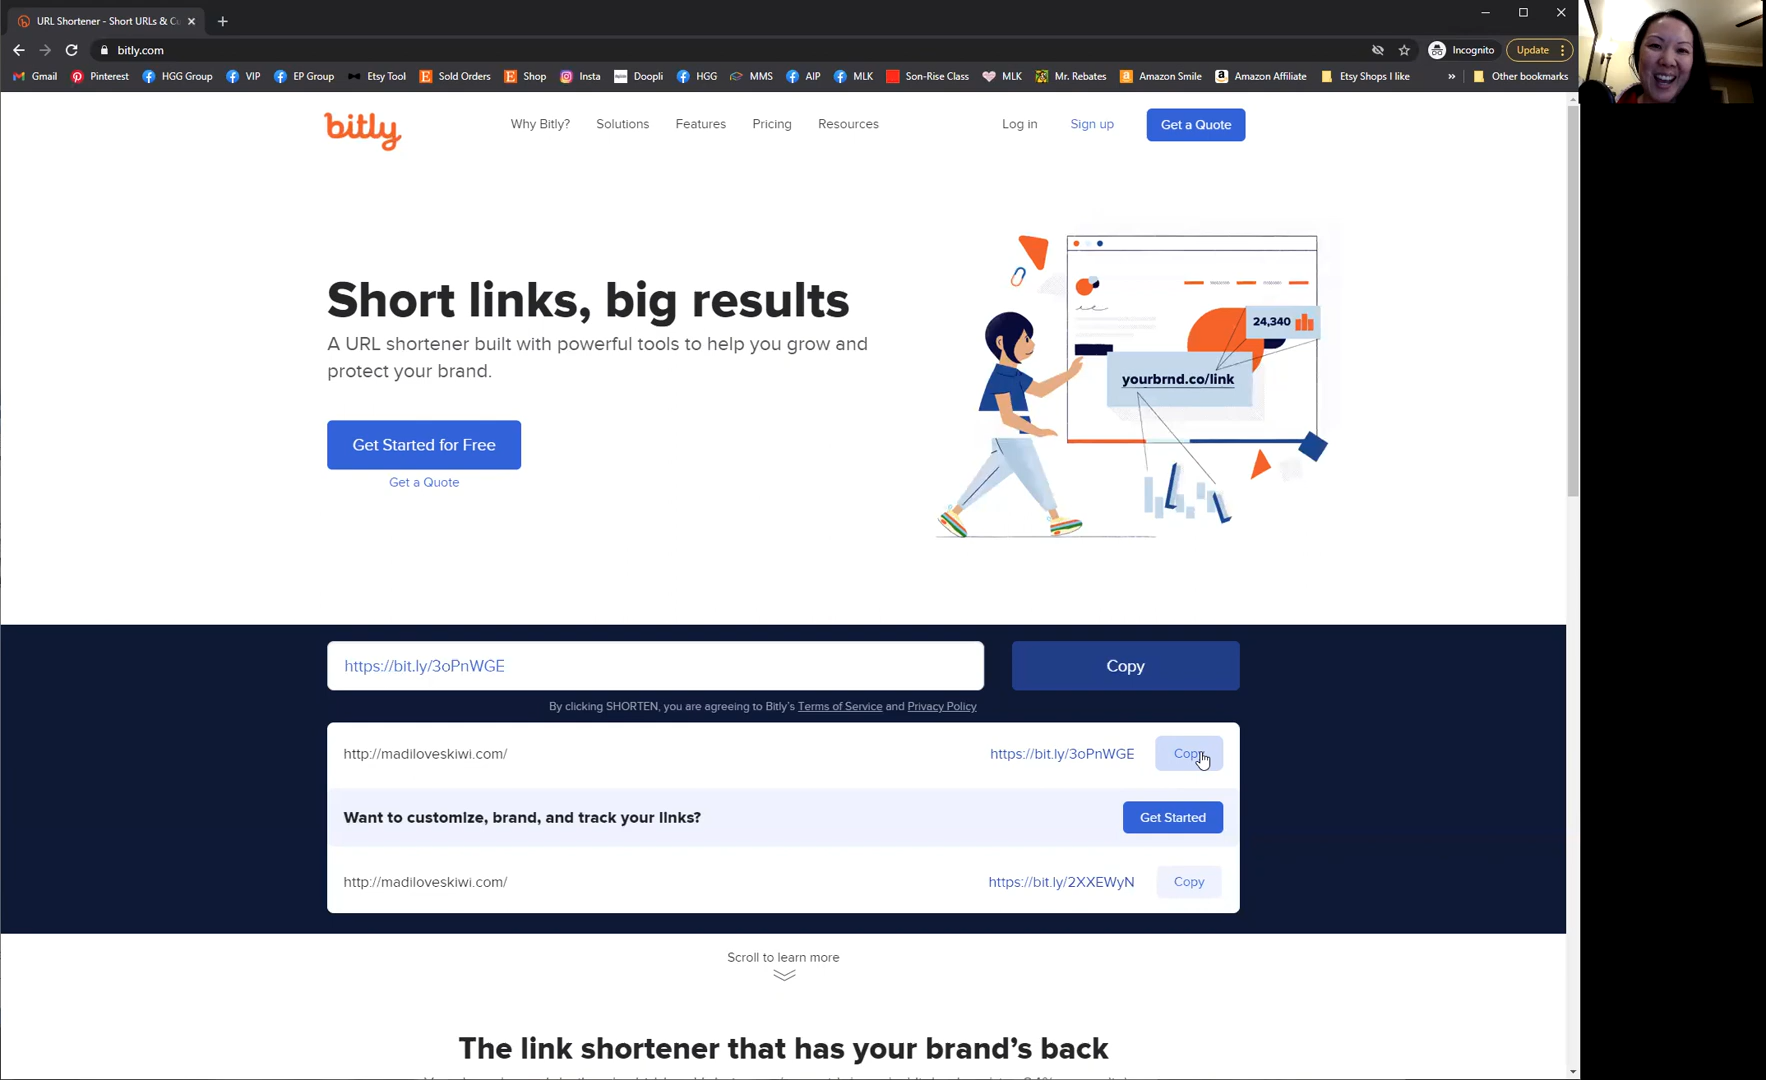 URL Shortener - Short URLs & Cu
bitly.com
Incognito
Update
Gmail
Pinterest
HGG Group
VIP
EP Group
Etsy Tool
Sold Orders
Shop
Insta
Doopli
HGG
MMS
AIP
MLK
Son-Rise Class
MLK
Mr. Rebates
Amazon Smile
Amazon Affiliate
Etsy Shops I like
»
Other bookmarks
bitly
Why Bitly?
Solutions
Features
Pricing
Resources
Log in
Sign up
Get a Quote
Short links, big results
A URL shortener built with powerful tools to help you grow and
protect your brand.
Get Started for Free
Get a Quote
24,340
yourbrnd.co/link
https://bit.ly/3oPnWGE
Copy
By clicking SHORTEN, you are agreeing to Bitly’s Terms of Service and Privacy Policy
http://madiloveskiwi.com/
https://bit.ly/3oPnWGE
Copy
Want to customize, brand, and track your links?
Get Started
http://madiloveskiwi.com/
https://bit.ly/2XXEWyN
Copy
Scroll to learn more
The link shortener that has your brand’s back